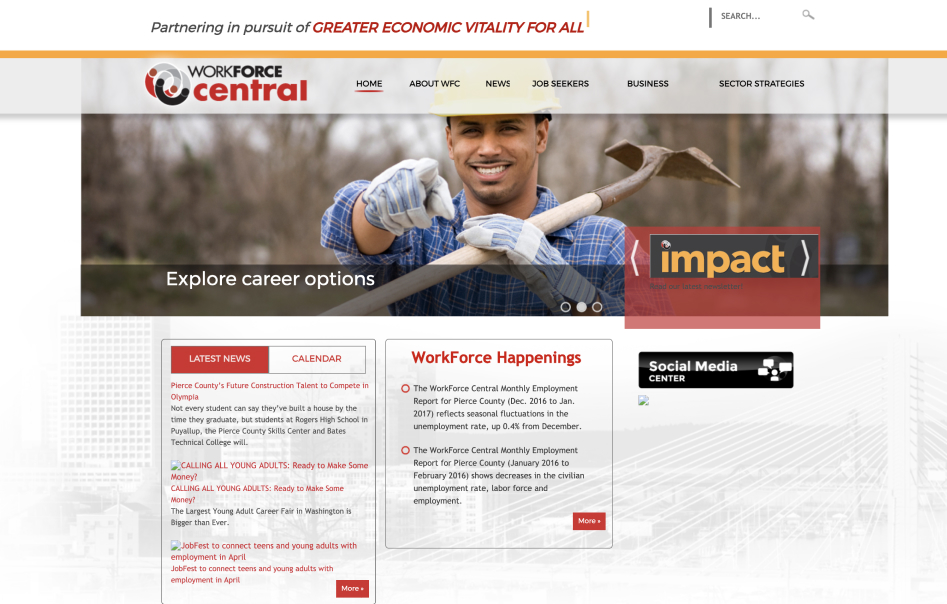 Partnering in pursuit of GREATER ECONOMIC VITALITY FOR ALL
SEARCH...
WORKFORCE
central
HOME
ABOUT WFC
NEWS
JOB SEEKERS
BUSINESS
SECTOR STRATEGIES
impact
Read our latest newsletter!
Explore career options
LATEST NEWS
CALENDAR
Pierce County's Future Construction Talent to Compete in
Olympia
Not every student can say they've built a house by the
time they graduate, but students at Rogers High School in
Puyallup, the Pierce County Skills Center and Bates
Technical College will.
CALLING ALL YOUNG ADULTS: Ready to Make Some
Money?
CALLING ALL YOUNG ADULTS: Ready to Make Some
Money?
The Largest Young Adult Career Fair in Washington is
Bigger than Ever.
JobFest to connect teens and young adults with
employment in April
JobFest to connect teens and young adults with
employment in April
More »
WorkForce Happenings
The WorkForce Central Monthly Employment
Report for Pierce County (Dec. 2016 to Jan.
2017) reflects seasonal fluctuations in the
unemployment rate, up 0.4% from December.
The WorkForce Central Monthly Employment
Report for Pierce County (January 2016 to
February 2016) shows decreases in the civilian
unemployment rate, labor force and
employment.
More »
Social Media
CENTER